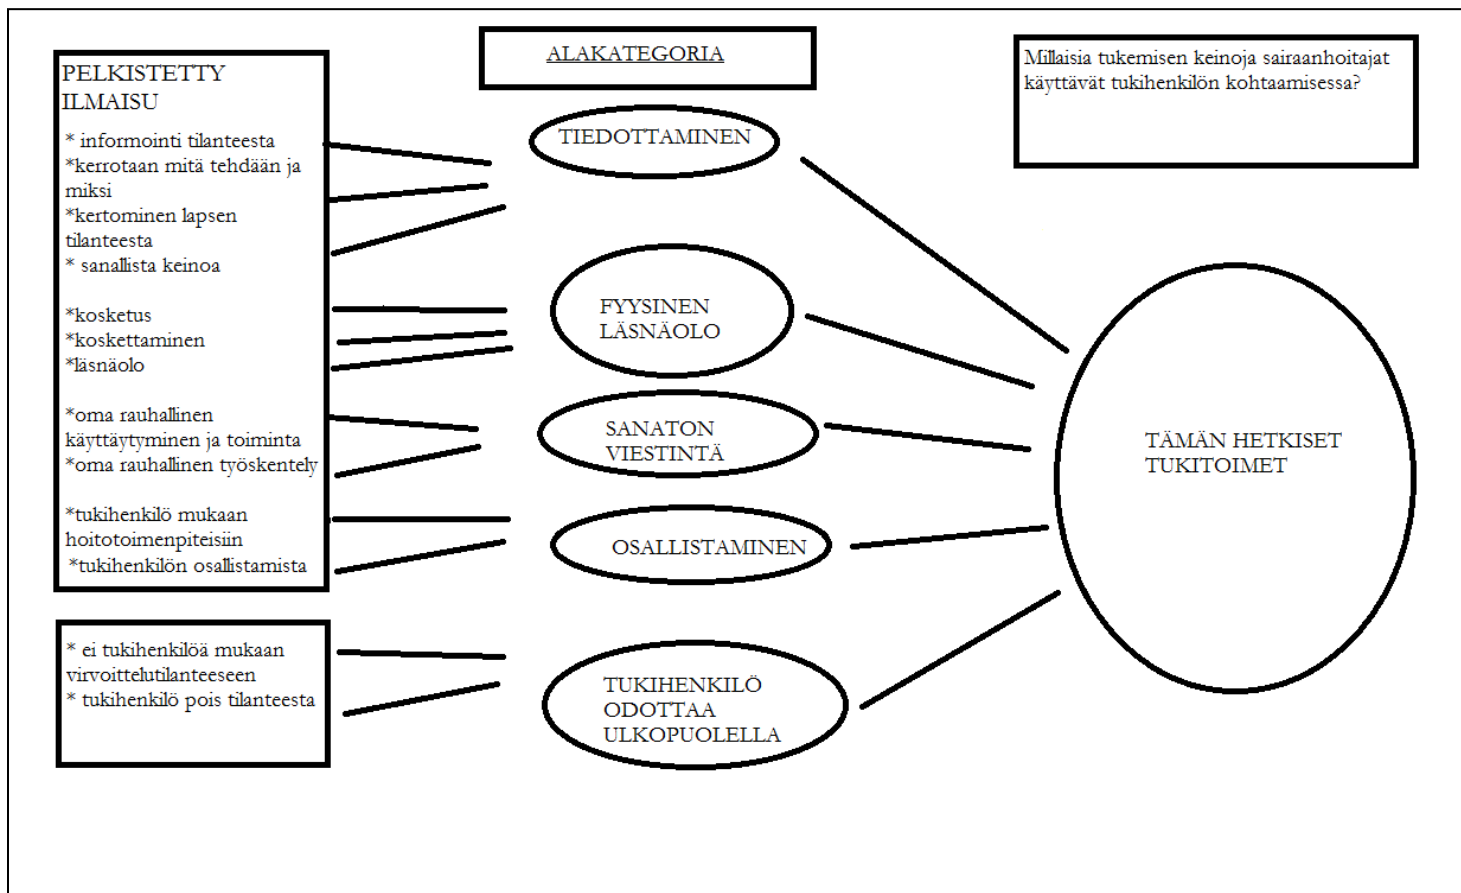 PELKISTETTY
ILMAISU
* informointi tilanteesta
*kerrotaan mitä tehdään ja
miksi
*kertominen lapsen
tilanteesta
* sanallista keinoa
*kosketus
*koskettaminen
*läsnäolo
*oma rauhallinen
käyttäytyminen ja toiminta
*oma rauhallinen työskentely
*tukihenkilö mukaan
hoitotoimenpiteisiin
*tukihenkilön osallistamista
* ei tukihenkilöä mukaan
virvoittelutilanteeseen
* tukihenkilö pois tilanteesta
ALAKATEGORIA
TIEDOTTAMINEN
FYYSINEN
LÄSNÄOLO
SANATON
VIESTINTÄ
OSALLISTAMINEN
TUKIHENKILÖ
ODOTTAA
ULKOPUOLELLA
Millaisia tukemisen keinoja sairaanhoitajat
käyttävät tukihenkilön kohtaamisessa?
TÄMÄN HETKISET
TUKITOIMET